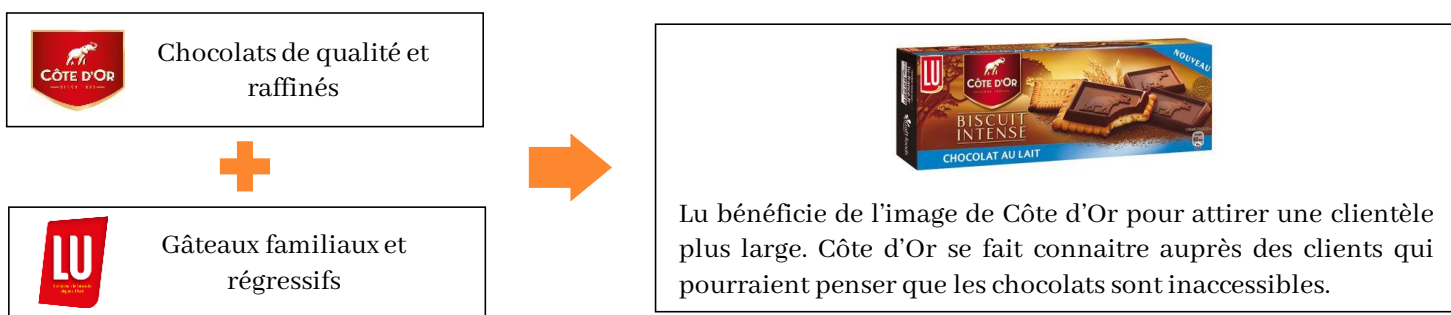 CÔTE D'OR
Chocolats de qualité et
raffinés
LU
Gâteaux familiaux et
régressifs
NOUVEAU
LU
CÔTE D'OR
BISCUIT
INTENSE
CHOCOLAT AU LAIT
Lu bénéficie de l’image de Côte d’Or pour attirer une clientèle
plus large. Côte d’Or se fait connaitre auprès des clients qui
pourraient penser que les chocolats sont inaccessibles.